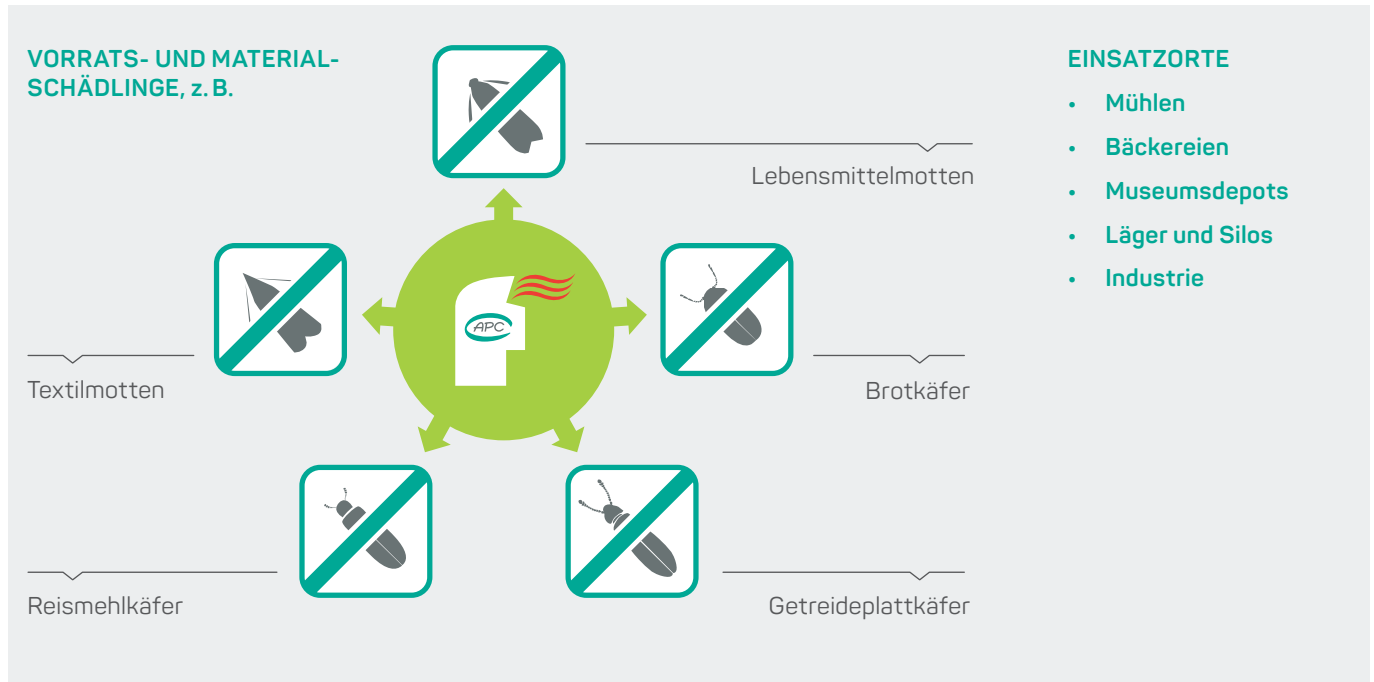 VORRATS- UND MATERIAL-
SCHÄDLINGE, z. B.
Lebensmittelmotten
APC
Textilmotten
Brotkäfer
Reismehlkäfer
Getreideplattkäfer
EINSATZORTE
• Mühlen
• Bäckereien
• Museumsdepots
• Läger und Silos
• Industrie